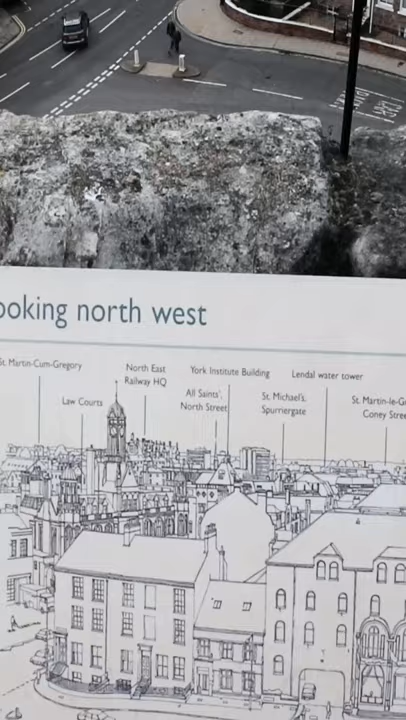 ooking north west
St. Martin-Cum-Gregory
North East
Railway HQ
York Institute Building
Lendal water tower
Law Courts
All Saints',
North Street
St. Michael's,
Spurriergate
St. Martin-le-G
Coney Stree